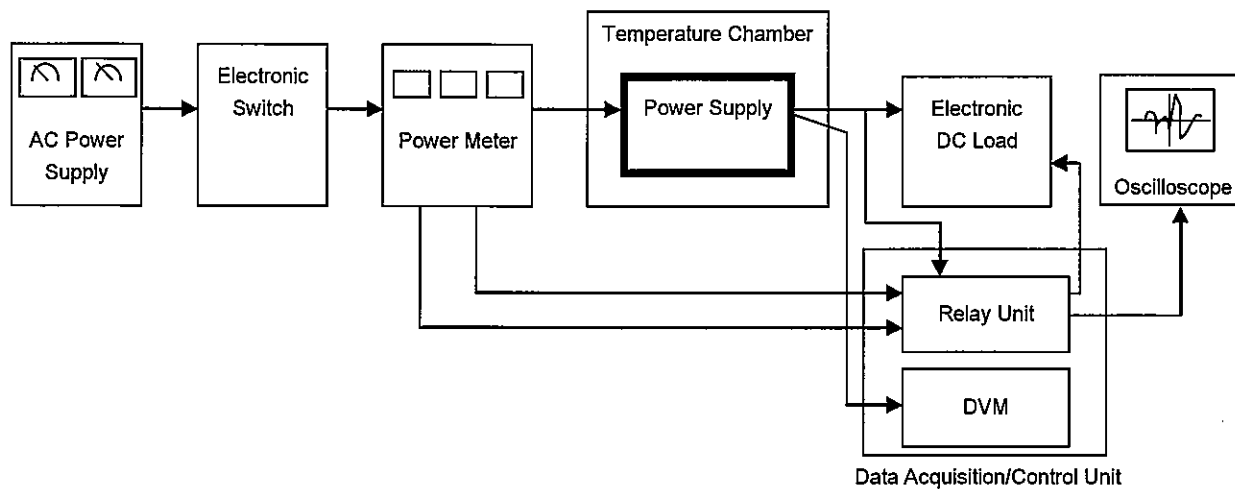 AC Power
Supply
Electronic
Switch
Power Meter
Temperature Chamber
Power Supply
Electronic
DC Load
Oscilloscope
Relay Unit
DVM
Data Acquisition/Control Unit